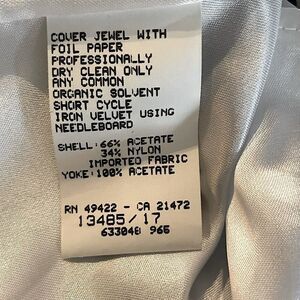 COVER JEWEL WITH
FOIL PAPER
PROFESSIONALLY
DRY CLEAN ONLY
ANY COMMON
ORGANIC SOLVENT
SHORT CYCLE
IRON VELVET USING
NEEDLEBOARD
SHELL: 66% ACETATE
34% NYLON
IMPORTED FABRIC
YOKE: 100% ACETATE
RN 49422 - CA 21472
13485/17
633048 965